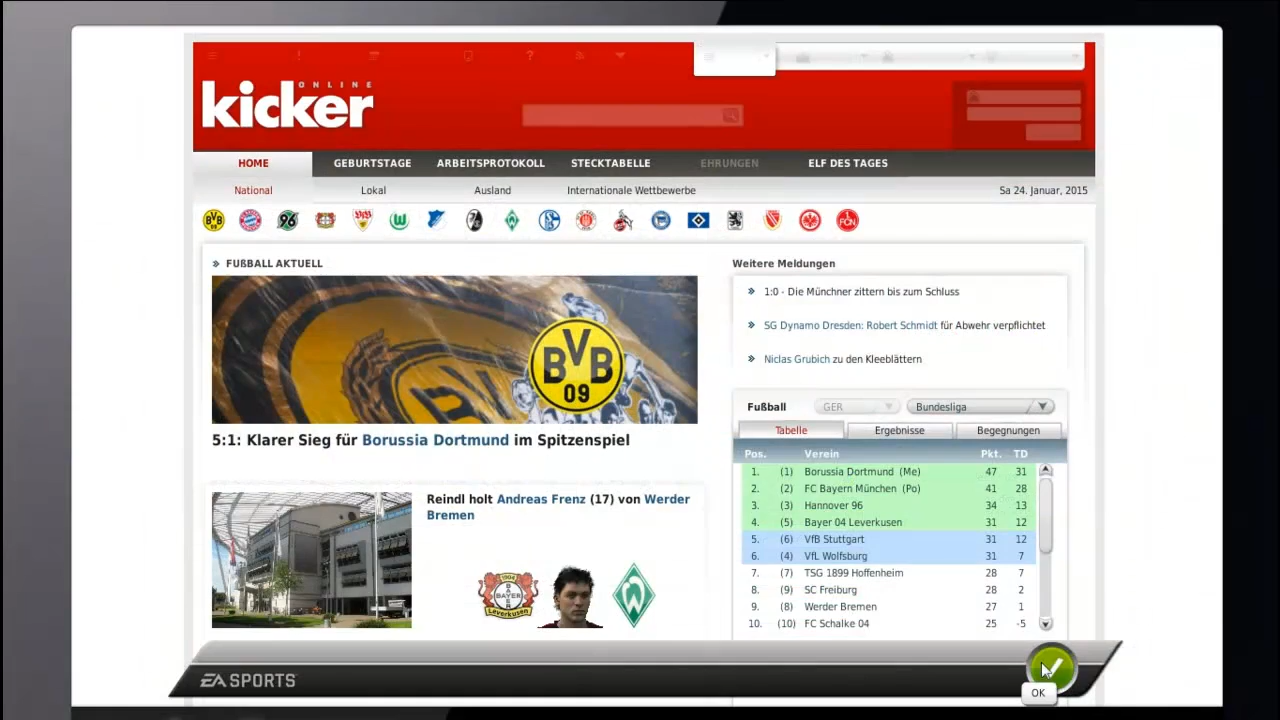 ONLINE
kicker
HOME GEBURTSTAGE ARBEITSPROTOKOLL STECKTABELLE EHRUNGEN ELF DES TAGES
National Lokal Ausland Internationale Wettbewerbe Sa 24. Januar, 2015
» FUßBALL AKTUELL
BVB
09
5:1: Klarer Sieg für Borussia Dortmund im Spitzenspiel
Reindl holt Andreas Frenz (17) von Werder
Bremen
Weitere Meldungen
» 1:0 - Die Münchner zittern bis zum Schluss
» SG Dynamo Dresden: Robert Schmidt für Abwehr verpflichtet
» Niclas Grubich zu den Kleeblättern
Fußball GER Bundesliga
Tabelle Ergebnisse Begegnungen
Pos. Verein Pkt. TD
1. (1) Borussia Dortmund (Me) 47 31
2. (2) FC Bayern München (Po) 41 28
3. (3) Hannover 96 34 13
4. (5) Bayer 04 Leverkusen 31 12
5. (6) VfB Stuttgart 31 12
6. (4) VfL Wolfsburg 31 7
7. (7) TSG 1899 Hoffenheim 28 7
8. (9) SC Freiburg 28 2
9. (8) Werder Bremen 27 1
10. (10) FC Schalke 04 25 -5
EA SPORTS
OK